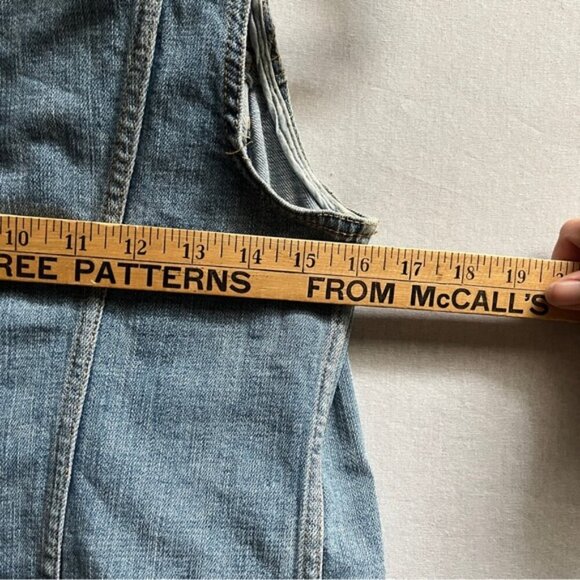 10 11 12 13 14 15 16 17 18 19
REE PATTERNS FROM McCALL'S